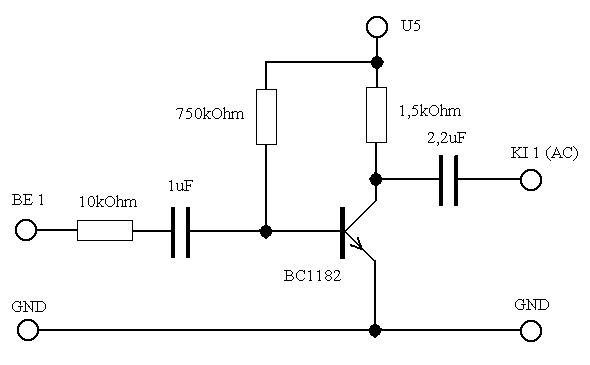 U5
750kOhm
1,5kOhm
2,2uF
KI 1 (AC)
1uF
BE 1
10kOhm
BC1182
GND
GND